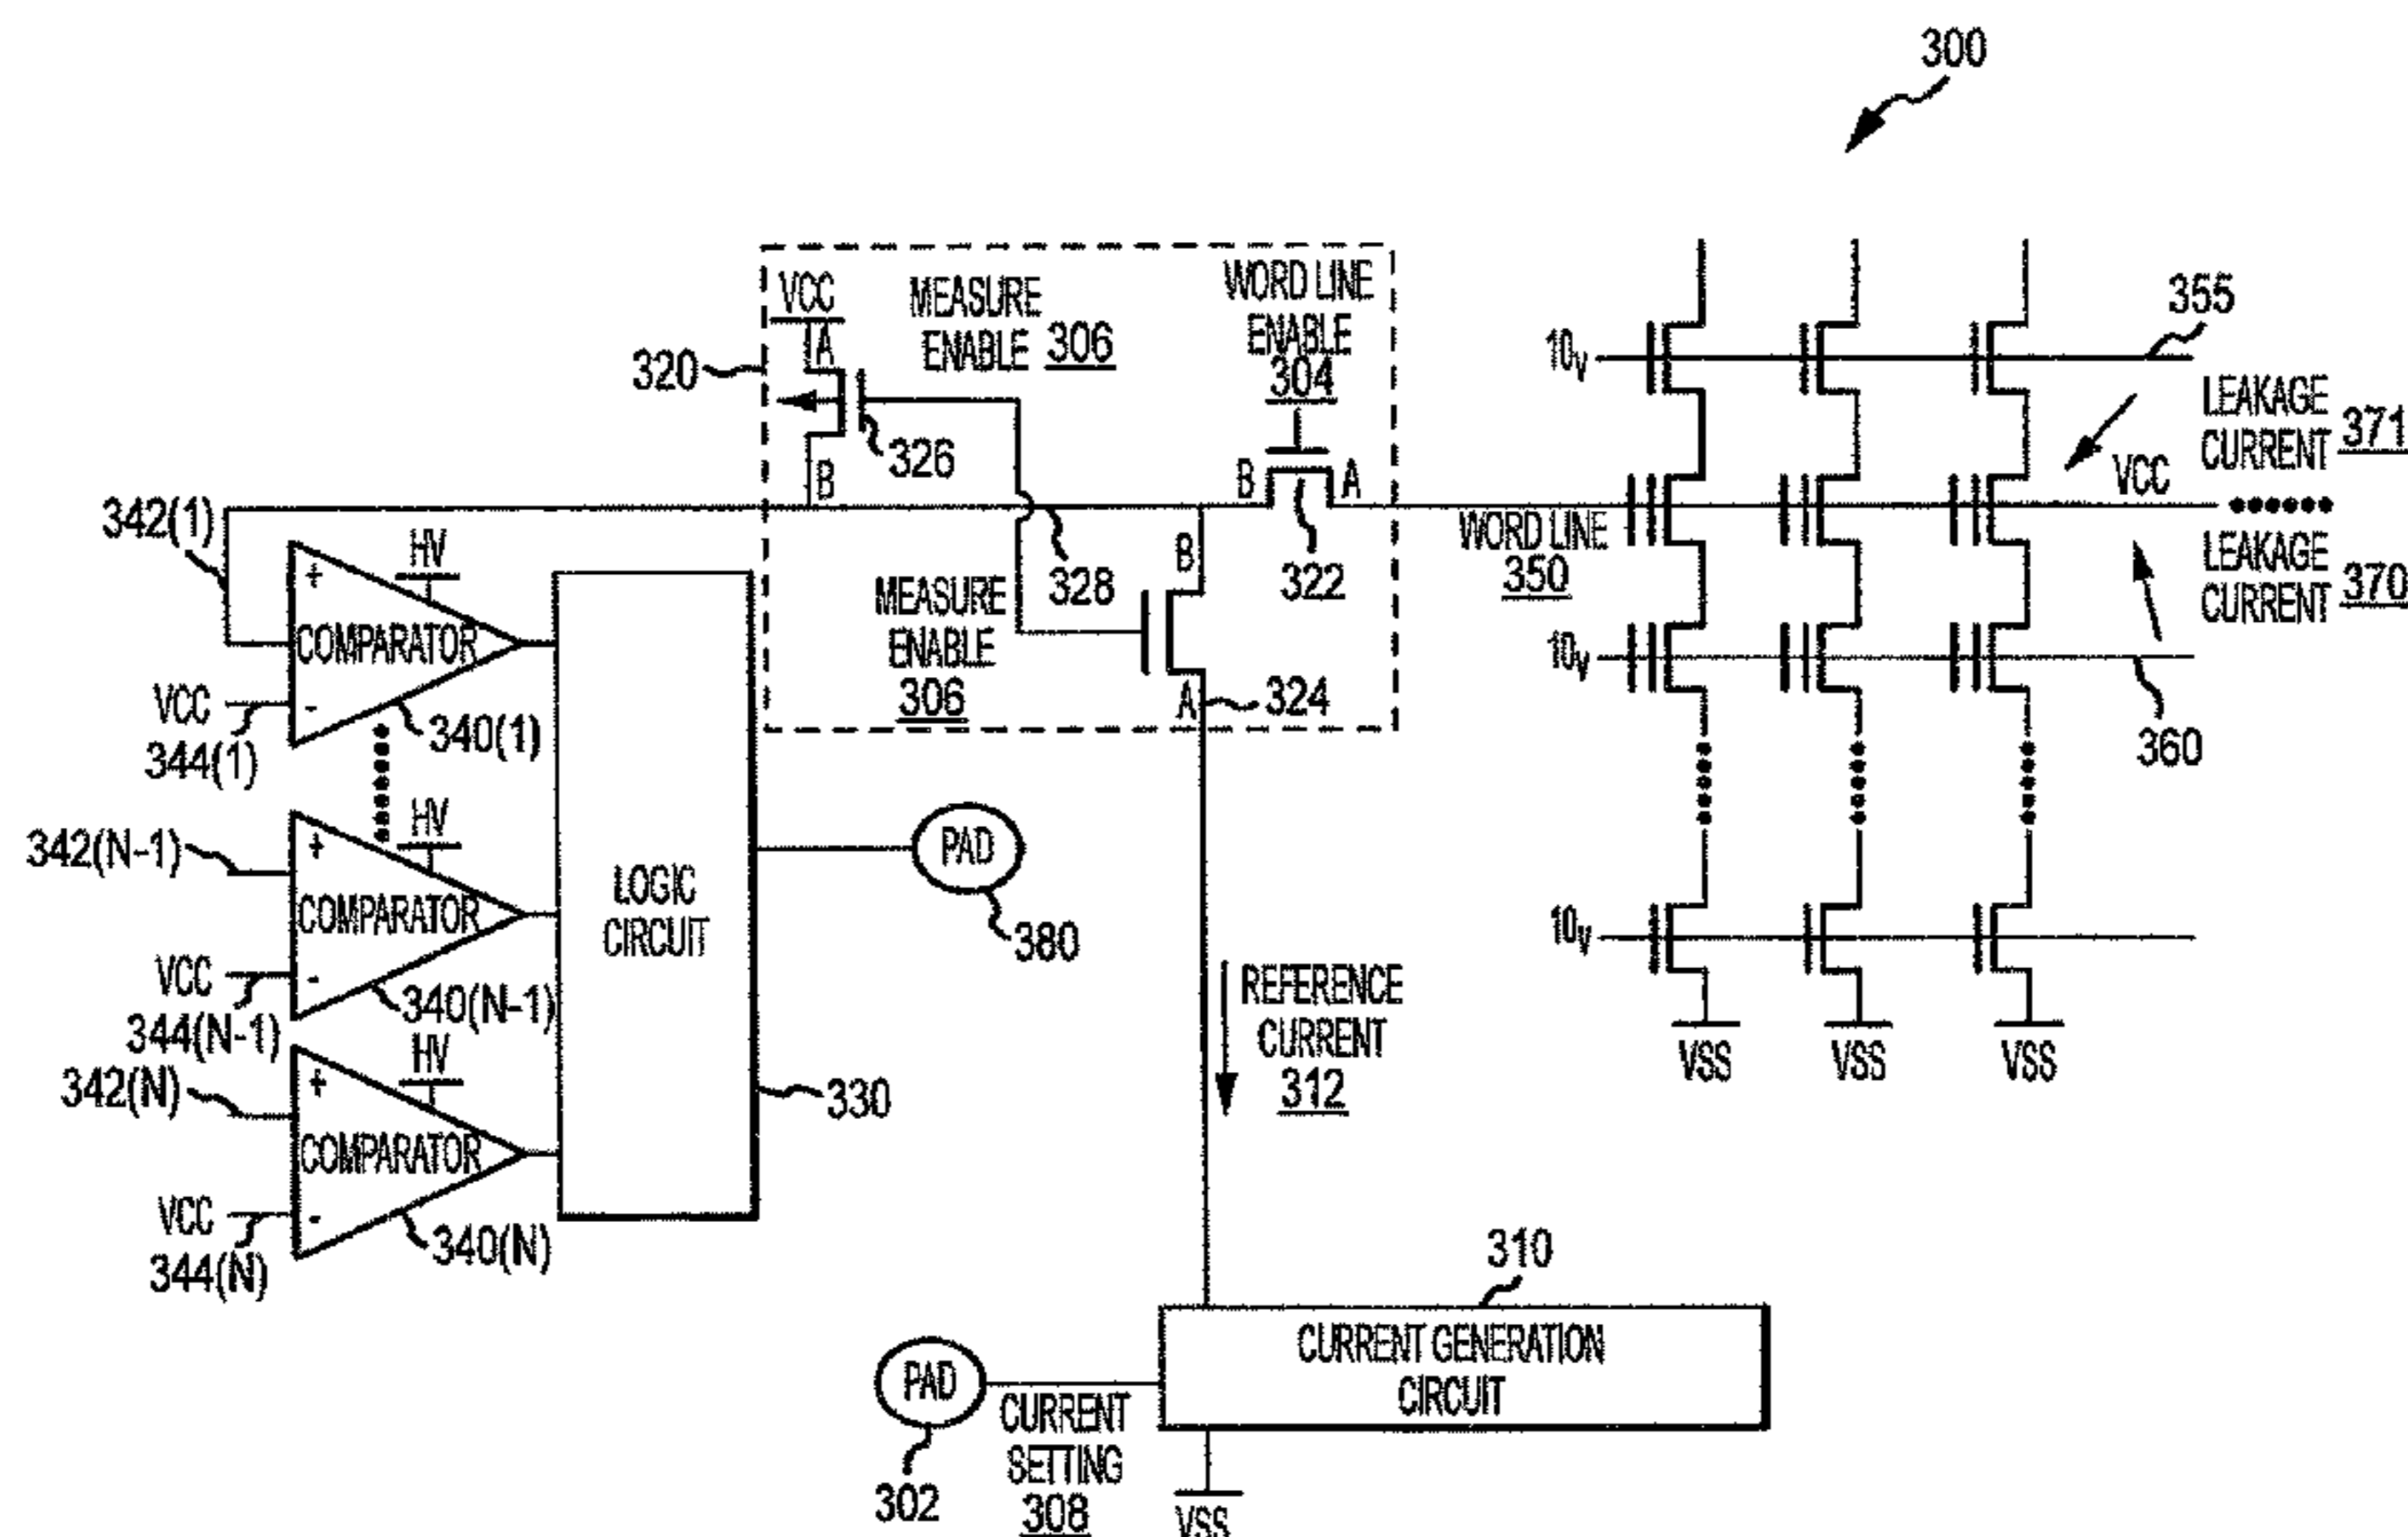 300
VCC
A
MEASURE
ENABLE 306
WORD LINE
ENABLE
304
320
326
B
B
A
322
328
B
A
324
MEASURE
ENABLE
306
10V
355
LEAKAGE
CURRENT 371
VCC
WORD LINE
350
LEAKAGE
CURRENT 370
10V
360
10V
VSS
VSS
VSS
342(1)
HV
+
COMPARATOR
VCC
-
344(1)
340(1)
342(N-1)
HV
+
COMPARATOR
VCC
-
344(N-1)
340(N-1)
342(N)
HV
+
COMPARATOR
VCC
-
344(N)
340(N)
LOGIC
CIRCUIT
330
PAD
380
REFERENCE
CURRENT
312
310
CURRENT GENERATION
CIRCUIT
PAD
302
CURRENT
SETTING
308
VSS